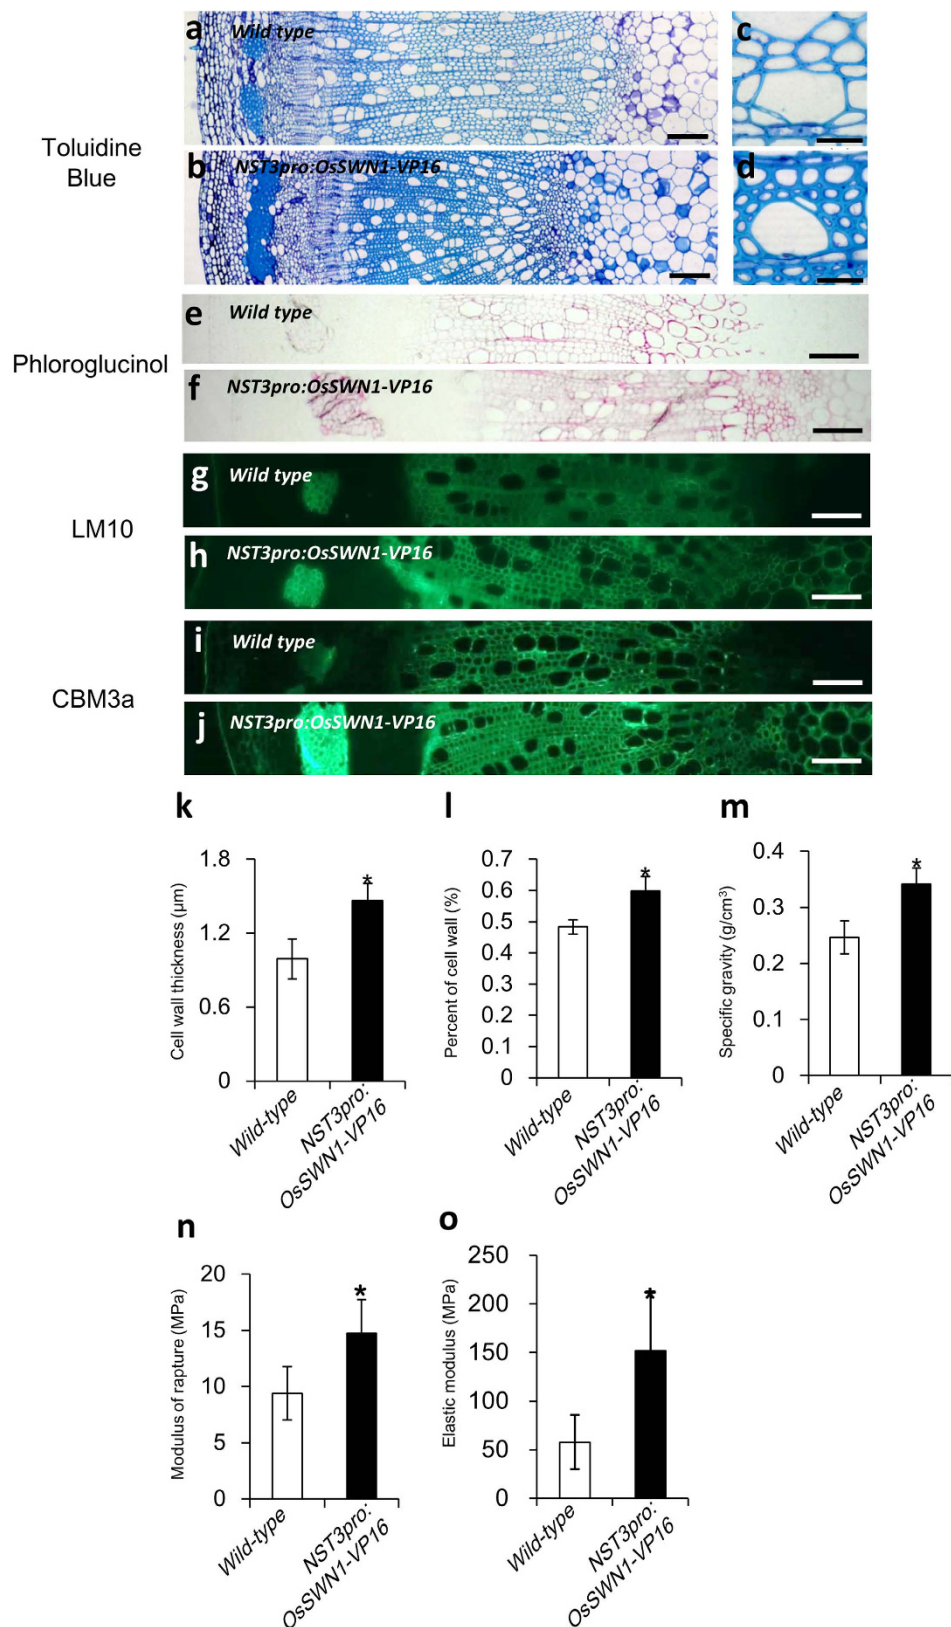 a Wild type
c
Toluidine
Blue
b NST3pro:OsSWN1-VP16
d
e Wild type
Phloroglucinol
f NST3pro:OsSWN1-VP16
g Wild type
LM10
h NST3pro:OsSWN1-VP16
i Wild type
CBM3a
j NST3pro:OsSWN1-VP16
k
Cell wall thickness (μm)
1.8
1.2
0.6
0
*
Wild-type
NST3pro:
OsSWN1-VP16
l
Percent of cell wall (%)
0.7
0.6
0.5
0.4
0.3
0.2
0.1
0
*
Wild-type
NST3pro:
OsSWN1-VP16
m
Specific gravity (g/cm³)
0.4
0.3
0.2
0.1
0
*
Wild-type
NST3pro:
OsSWN1-VP16
n
Modulus of rapture (MPa)
20
15
10
5
0
*
Wild-type
NST3pro:
OsSWN1-VP16
o
Elastic modulus (MPa)
250
200
150
100
50
0
*
Wild-type
NST3pro:
OsSWN1-VP16